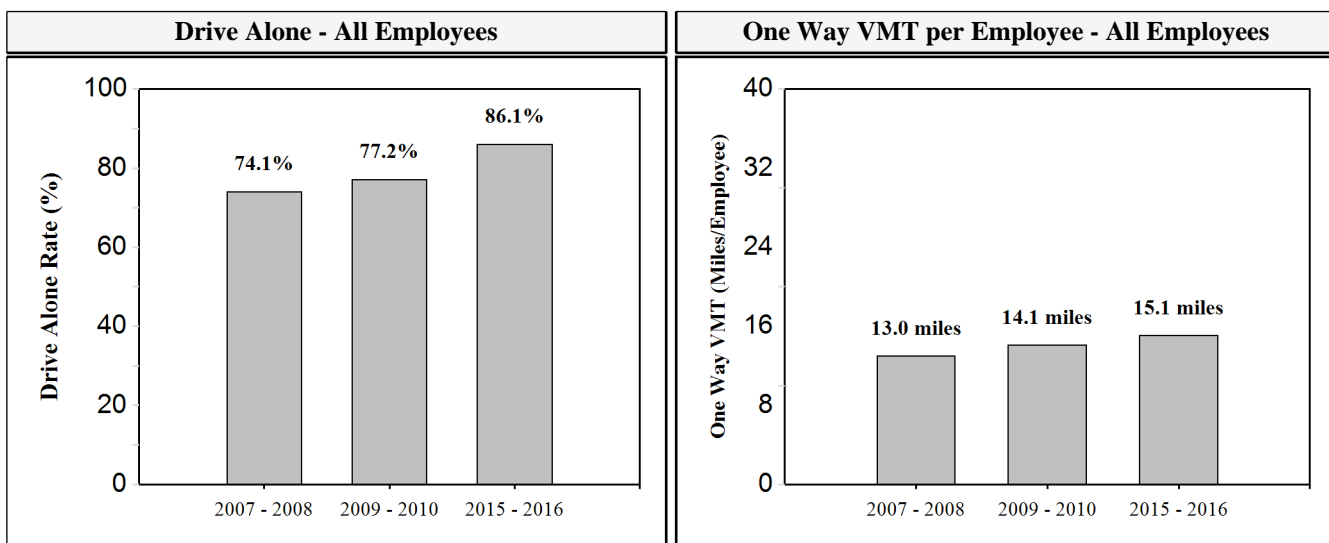 Drive Alone - All Employees
Drive Alone Rate (%)
100
80
60
40
20
0
74.1%
77.2%
86.1%
2007 - 2008
2009 - 2010
2015 - 2016
One Way VMT per Employee - All Employees
One Way VMT (Miles/Employee)
40
32
24
16
8
0
13.0 miles
14.1 miles
15.1 miles
2007 - 2008
2009 - 2010
2015 - 2016